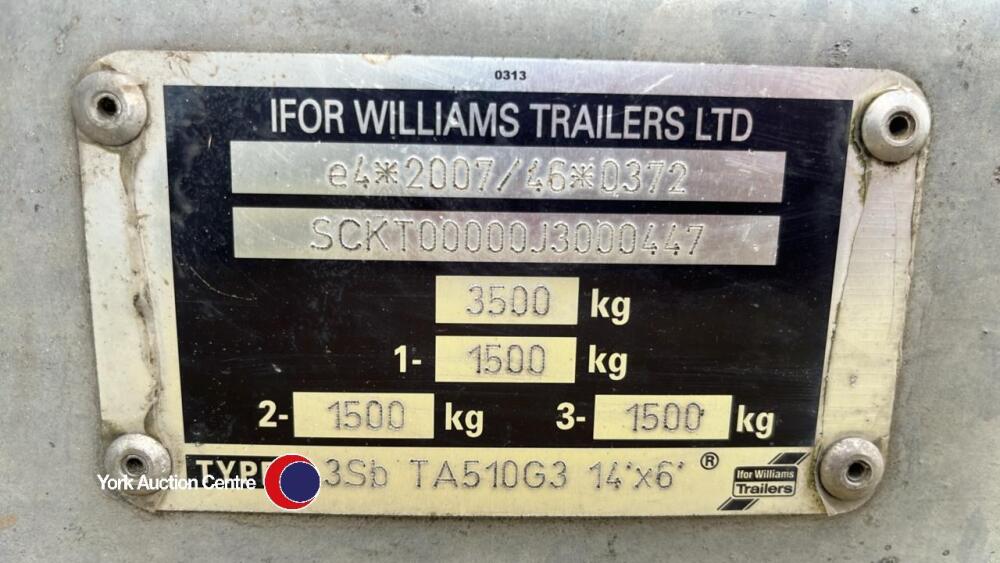 0313
IFOR WILLIAMS TRAILERS LTD
e4*2007/46*0372
SCKT00000J3000447
3500 kg
1- 1500 kg
2- 1500 kg 3- 1500 kg
TYPE 3Sb TA510G3 14'x6' ®
Ifor Williams
Trailers
York Auction Centre